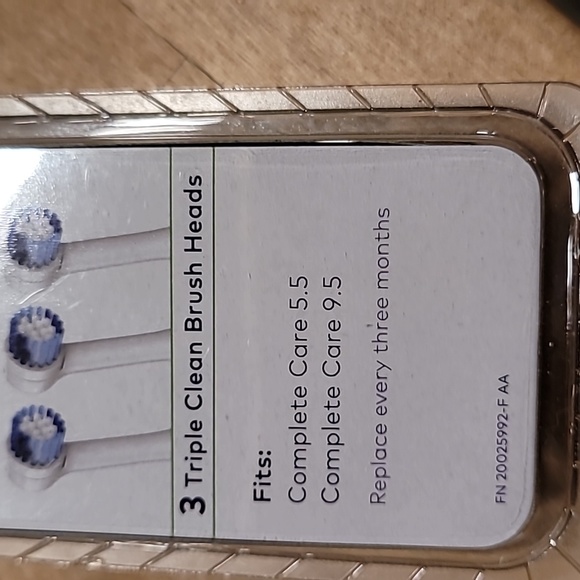 3 Triple Clean Brush Heads
Fits:
Complete Care 5.5
Complete Care 9.5
Replace every three months
FN 20025992-F AA